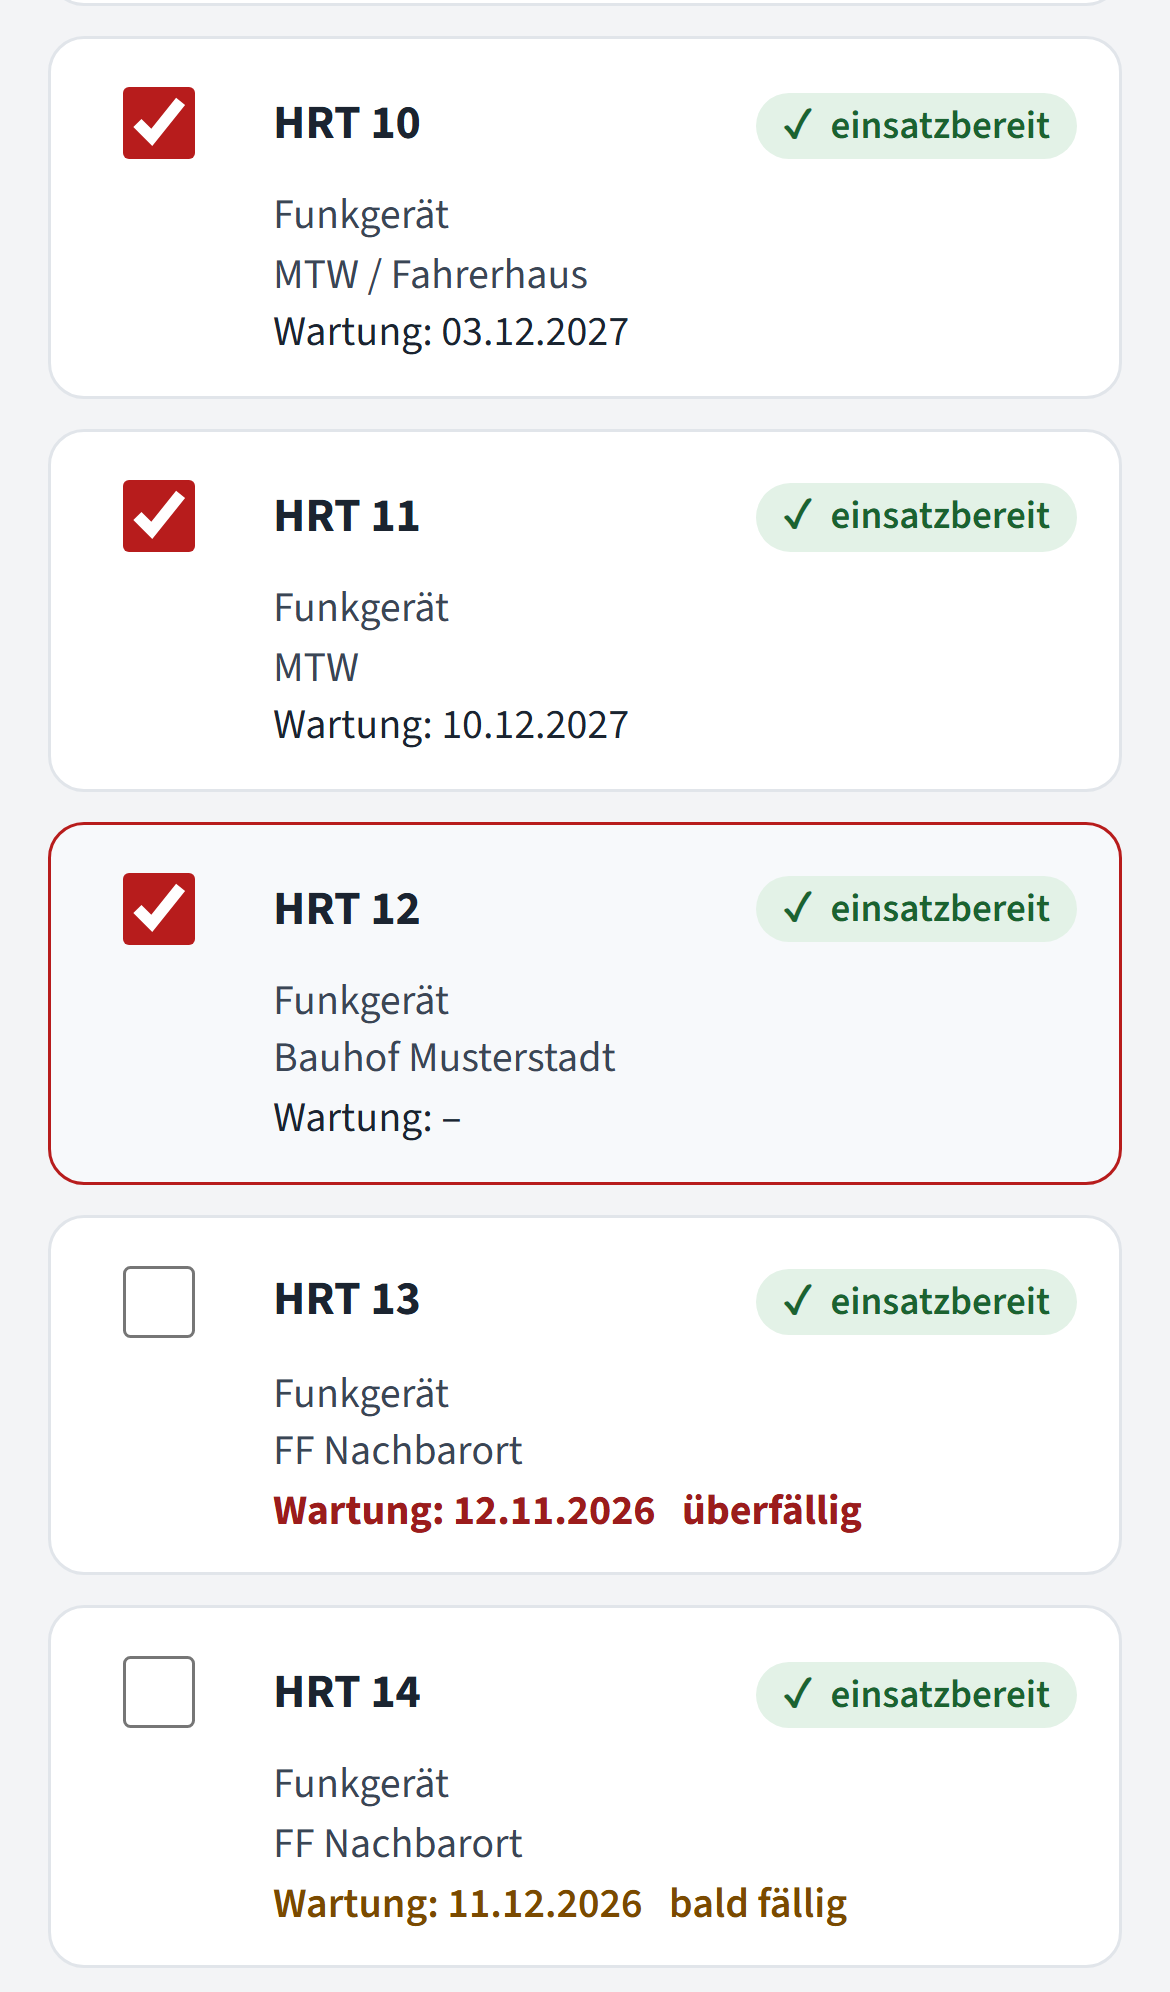 HRT 10
✓ einsatzbereit
Funkgerät
MTW / Fahrerhaus
Wartung: 03.12.2027
HRT 11
✓ einsatzbereit
Funkgerät
MTW
Wartung: 10.12.2027
HRT 12
✓ einsatzbereit
Funkgerät
Bauhof Musterstadt
Wartung: –
HRT 13
✓ einsatzbereit
Funkgerät
FF Nachbarort
Wartung: 12.11.2026 überfällig
HRT 14
✓ einsatzbereit
Funkgerät
FF Nachbarort
Wartung: 11.12.2026 bald fällig